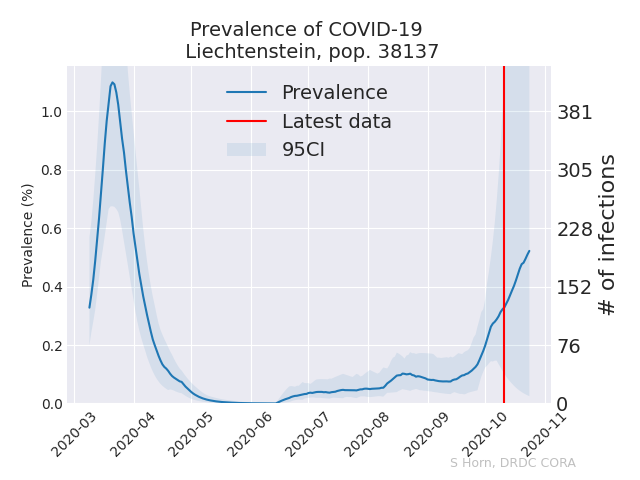 Prevalence of COVID-19
Liechtenstein, pop. 38137
Prevalence
Latest data
95CI
Prevalence (%)
1.0
0.8
0.6
0.4
0.2
0.0
381
305
228
152
76
0
# of infections
2020-03
2020-04
2020-05
2020-06
2020-07
2020-08
2020-09
2020-10
2020-11
S Horn, DRDC CORA